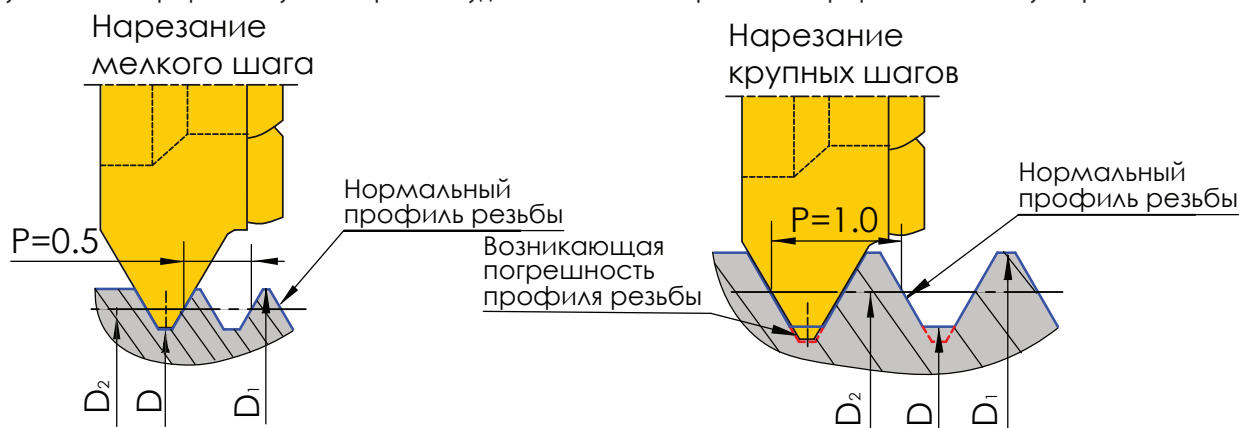 Нарезание
мелкого шага
P=0.5
Нормальный
профиль резьбы
D₂
D
D₁
Нарезание
крупных шагов
P=1.0
Нормальный
профиль резьбы
Возникающая
погрешность
профиля резьбы
D₂
D
D₁